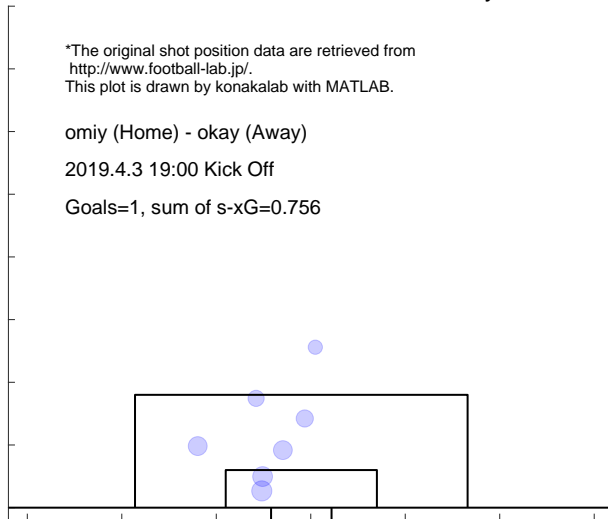 *The original shot position data are retrieved from
http://www.football-lab.jp/.
This plot is drawn by konakalab with MATLAB.
omiy (Home) - okay (Away)
2019.4.3 19:00 Kick Off
Goals=1, sum of s-xG=0.756